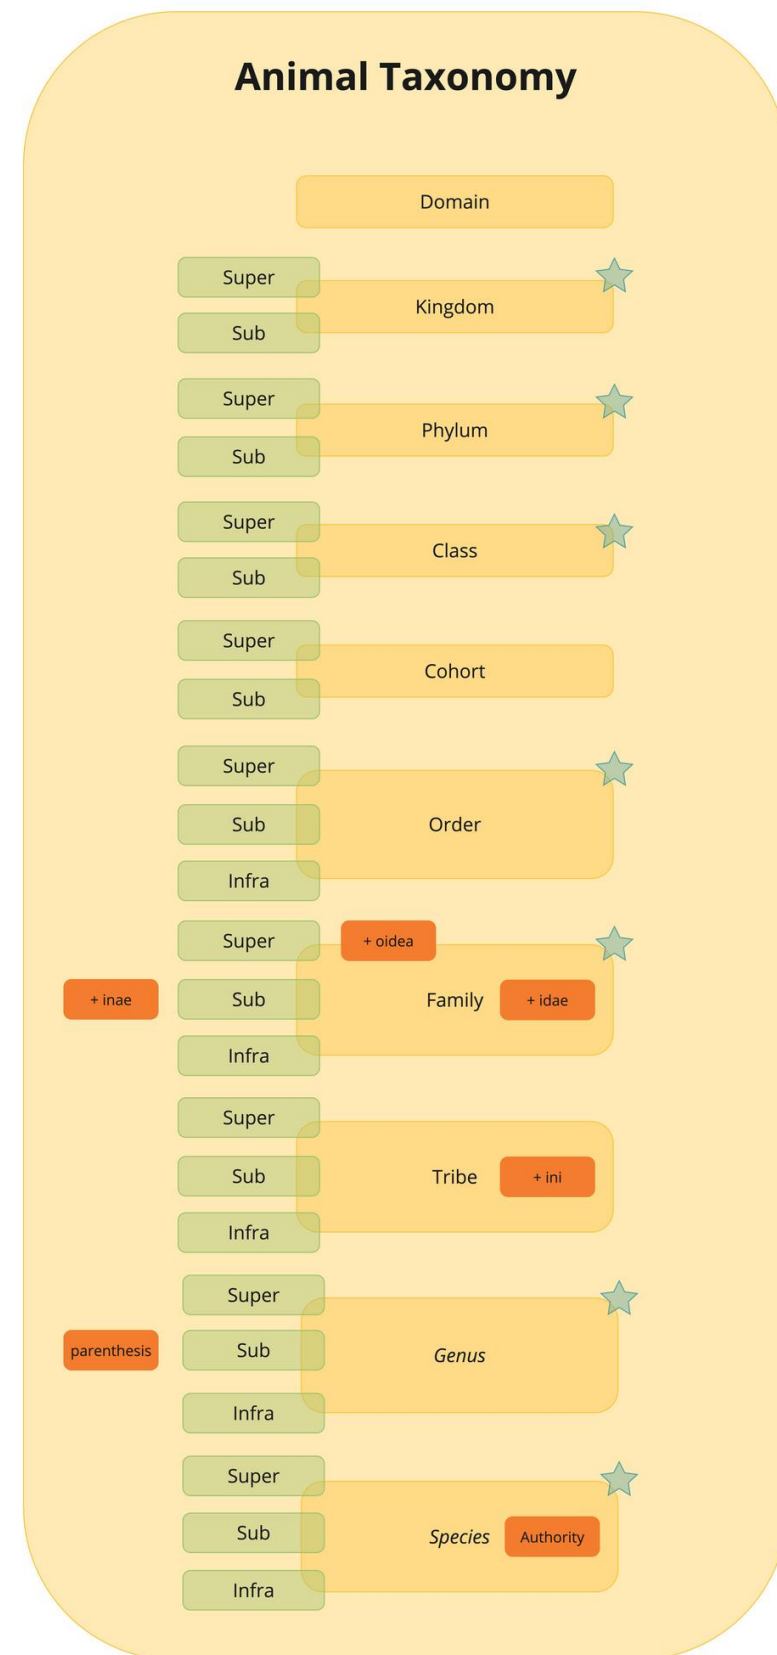 Animal Taxonomy
Domain
Super
Kingdom
Sub
Super
Phylum
Sub
Super
Class
Sub
Super
Cohort
Sub
Super
Sub
Order
Infra
Super
+ oidea
+ inae
Sub
Family
+ idae
Infra
Super
Sub
Tribe
+ ini
Infra
Super
parenthesis
Sub
Genus
Infra
Super
Sub
Species
Authority
Infra